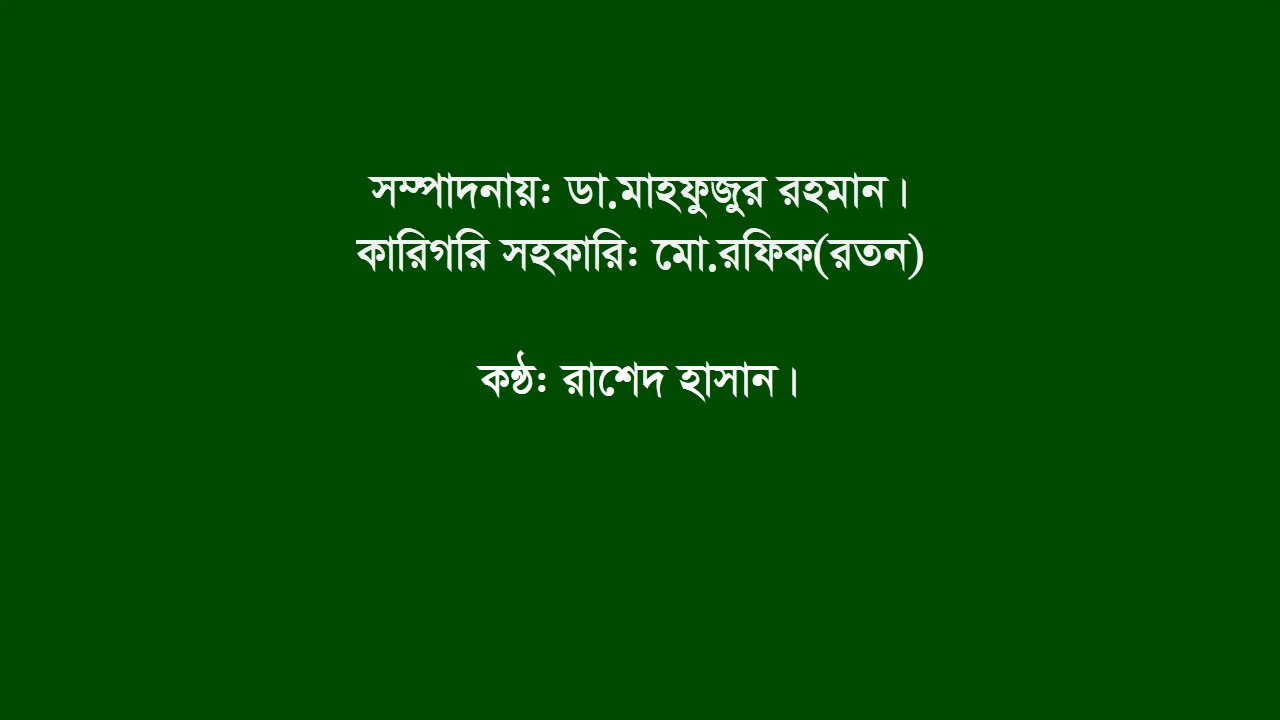 সম্পাদনায়: ডা.মাহফুজুর রহমান।
কারিগরি সহকারি: মো.রফিক(রতন)
কন্ঠ: রাশেদ হাসান।